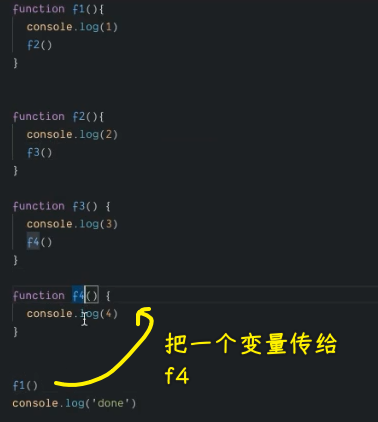 function f1(){
console.log(1)
f2()
}
function f2(){
console.log(2)
f3()
}
function f3() {
console.log(3)
f4()
}
function f4() {
console.log(4)
}
把一个变量传给
f4
f1()
console.log('done')